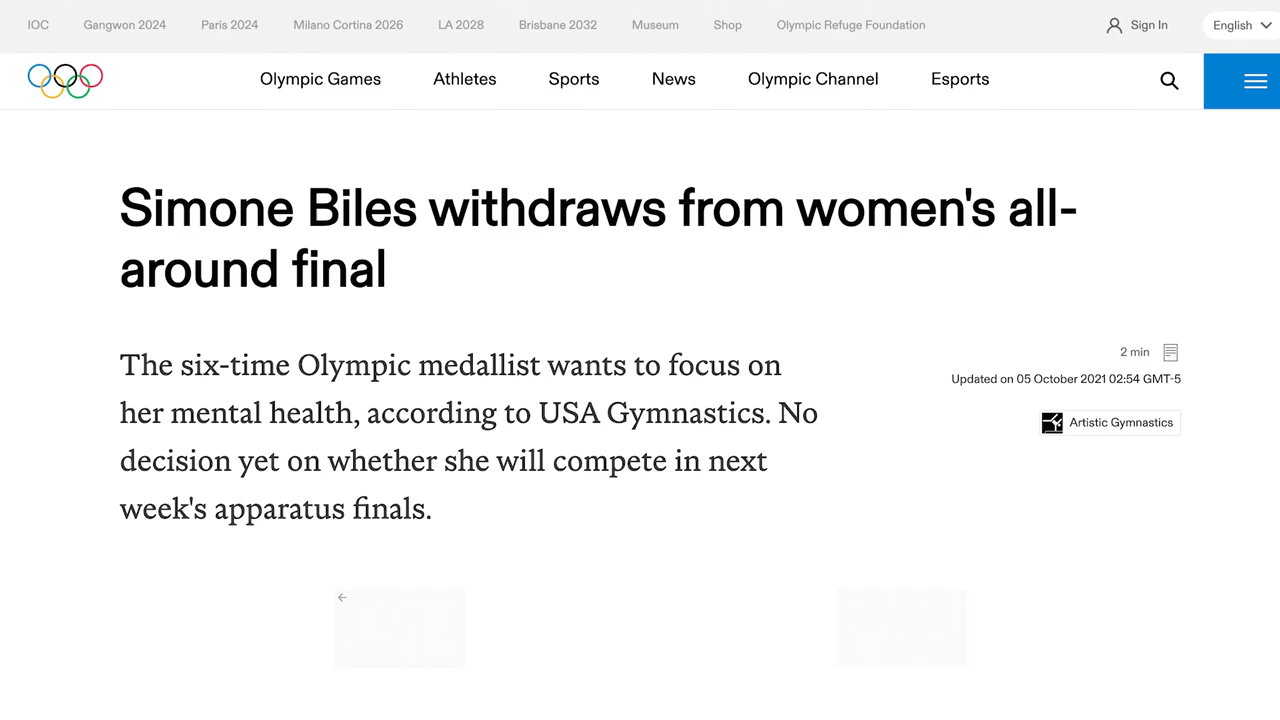 IOC Gangwon 2024 Paris 2024 Milano Cortina 2026 LA 2028 Brisbane 2032 Museum Shop Olympic Refuge Foundation Sign In English
Olympic Games Athletes Sports News Olympic Channel Esports
Simone Biles withdraws from women's all-
around final
The six-time Olympic medallist wants to focus on
her mental health, according to USA Gymnastics. No
decision yet on whether she will compete in next
week's apparatus finals.
2 min
Updated on 05 October 2021 02:54 GMT-5
Artistic Gymnastics